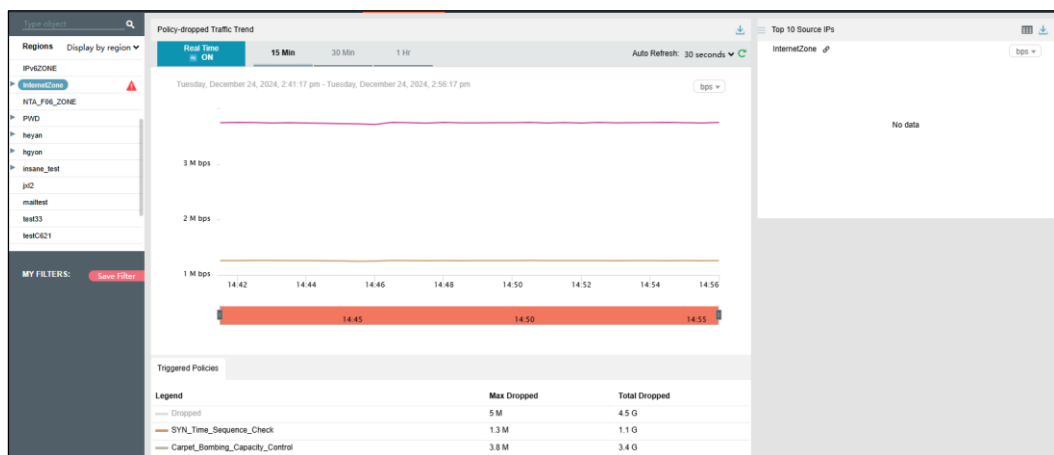 Type object
Regions Display by region
IPv6ZONE
InternetZone
NTA_F06_ZONE
PWD
heyan
hgyon
insane_test
jxl2
mailtest
test33
testC621
MY FILTERS: Save Filter
Policy-dropped Traffic Trend
Real Time
ON
15 Min 30 Min 1 Hr
Auto Refresh: 30 seconds
Tuesday, December 24, 2024, 2:41:17 pm - Tuesday, December 24, 2024, 2:56:17 pm
bps
3 M bps
2 M bps
1 M bps
14:42 14:44 14:46 14:48 14:50 14:52 14:54 14:56
14:45 14:50 14:55
Triggered Policies
Legend Max Dropped Total Dropped
Dropped 5 M 4.5 G
SYN_Time_Sequence_Check 1.3 M 1.1 G
Carpet_Bombing_Capacity_Control 3.8 M 3.4 G
Top 10 Source IPs
InternetZone
bps
No data